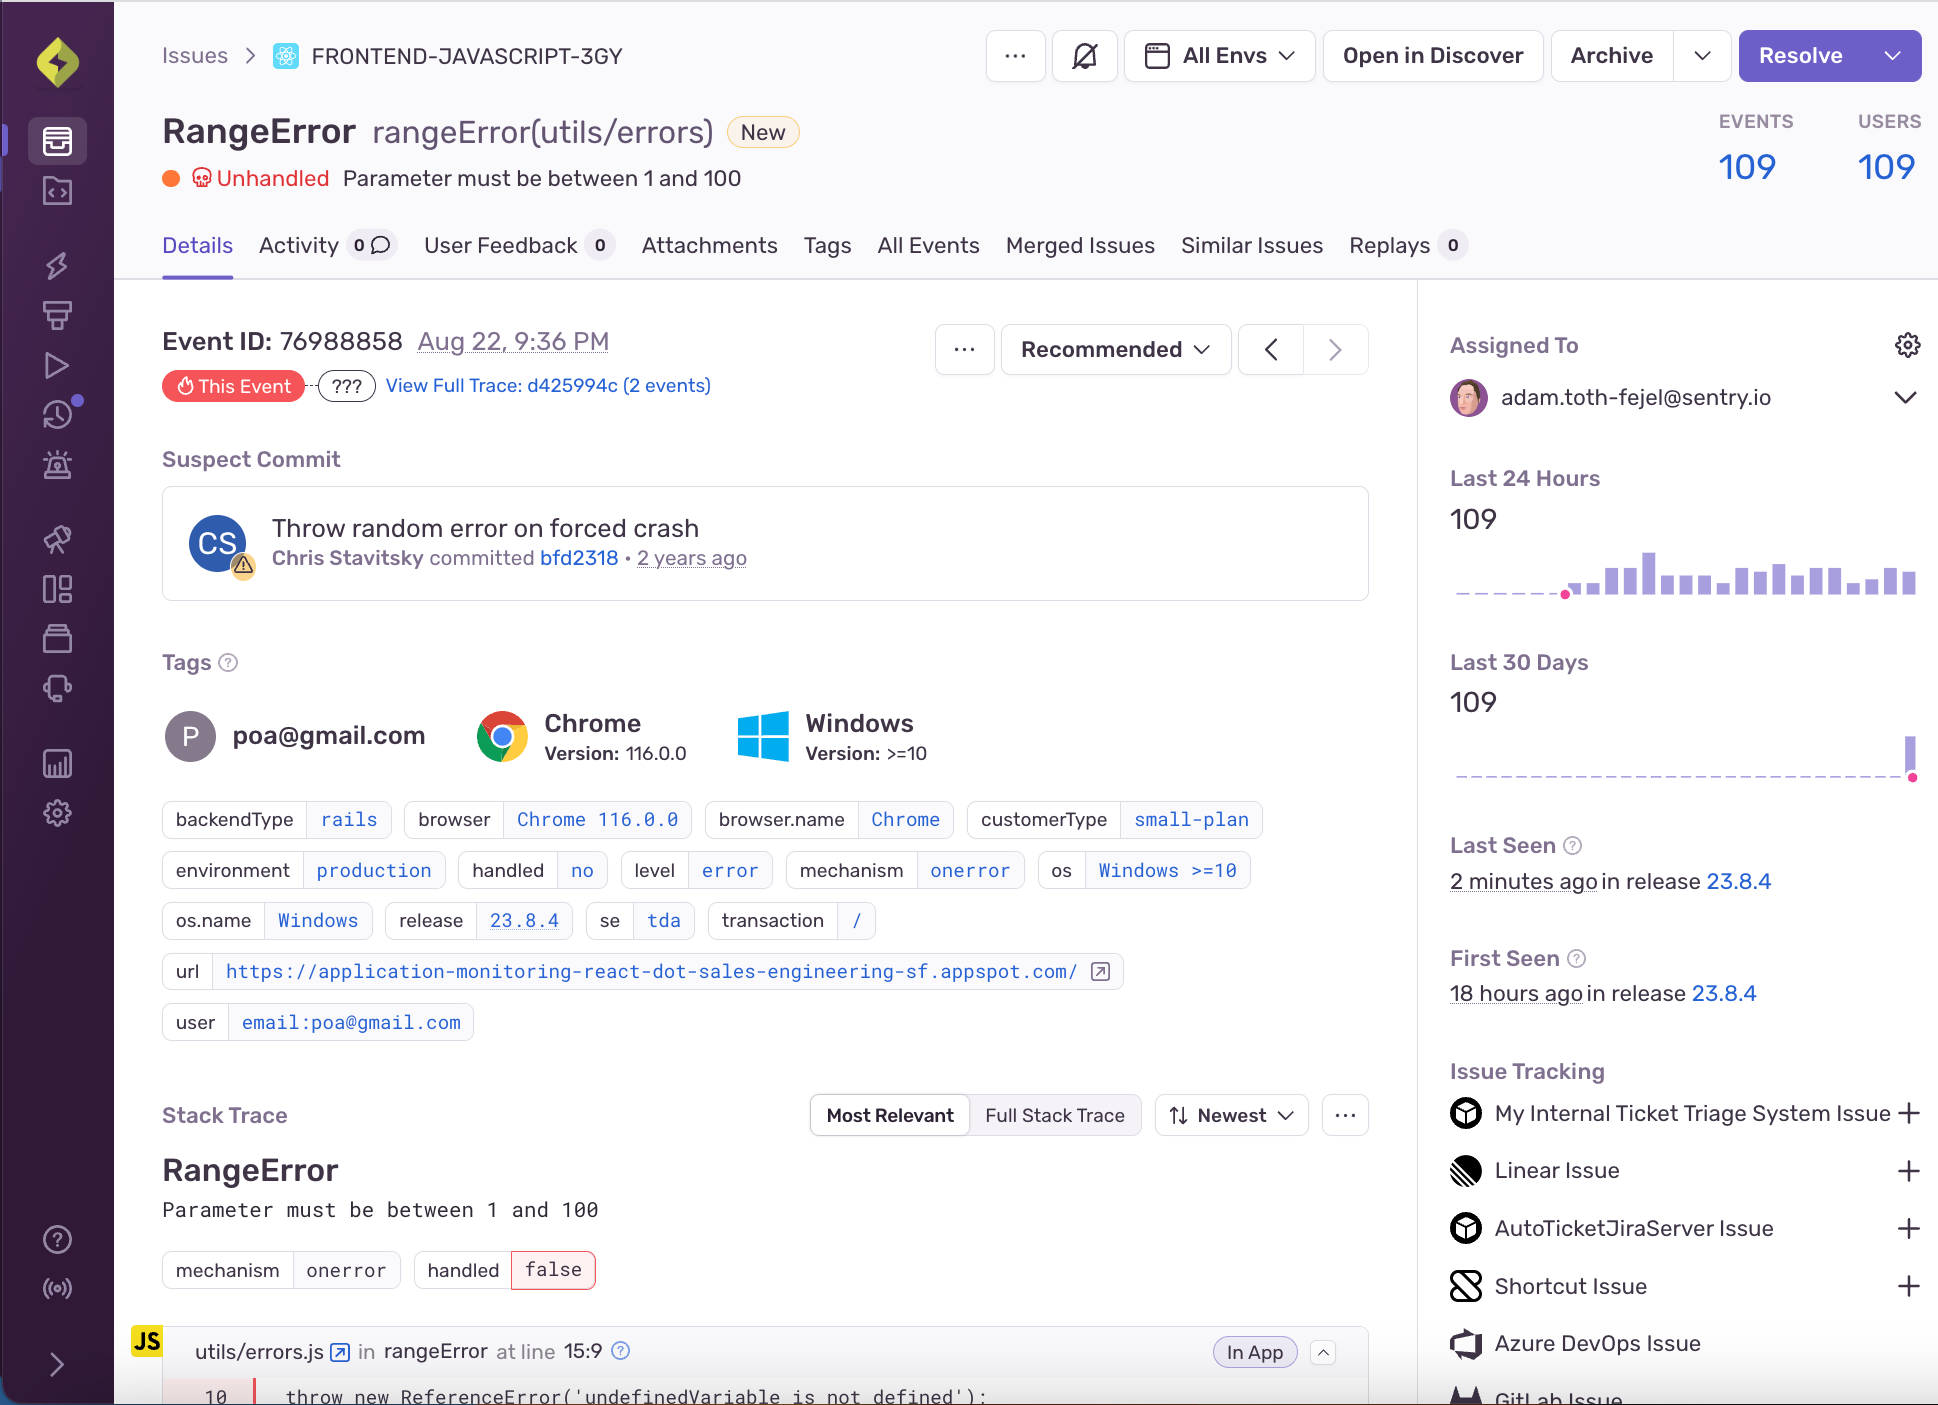 Issues > FRONTEND-JAVASCRIPT-3GY
All Envs
Open in Discover
Archive
Resolve
RangeError rangeError(utils/errors) New
EVENTS USERS
109 109
Unhandled Parameter must be between 1 and 100
Details Activity 0 User Feedback 0 Attachments Tags All Events Merged Issues Similar Issues Replays 0
Event ID: 76988858 Aug 22, 9:36 PM
Recommended
This Event ??? View Full Trace: d425994c (2 events)
Suspect Commit
CS
Throw random error on forced crash
Chris Stavitsky committed bfd2318 • 2 years ago
Tags ?
P poa@gmail.com
Chrome
Version: 116.0.0
Windows
Version: >=10
backendType rails browser Chrome 116.0.0 browser.name Chrome customerType small-plan
environment production handled no level error mechanism onerror os Windows >=10
os.name Windows release 23.8.4 se tda transaction /
url https://application-monitoring-react-dot-sales-engineering-sf.appspot.com/
user email:poa@gmail.com
Stack Trace
Most Relevant Full Stack Trace Newest
RangeError
Parameter must be between 1 and 100
mechanism onerror handled false
JS
utils/errors.js in rangeError at line 15:9 ? In App
10 throw new ReferenceError('undefinedVariable is not defined');
Assigned To
adam.toth-fejel@sentry.io
Last 24 Hours
109
Last 30 Days
109
Last Seen ?
2 minutes ago in release 23.8.4
First Seen ?
18 hours ago in release 23.8.4
Issue Tracking
My Internal Ticket Triage System Issue
Linear Issue
AutoTicketJiraServer Issue
Shortcut Issue
Azure DevOps Issue
GitLab Issue